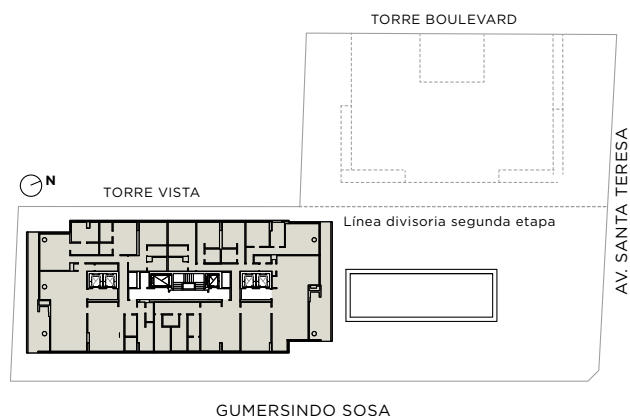 TORRE BOULEVARD
N
TORRE VISTA
Línea divisoria segunda etapa
AV. SANTA TERESA
GUMERSINDO SOSA